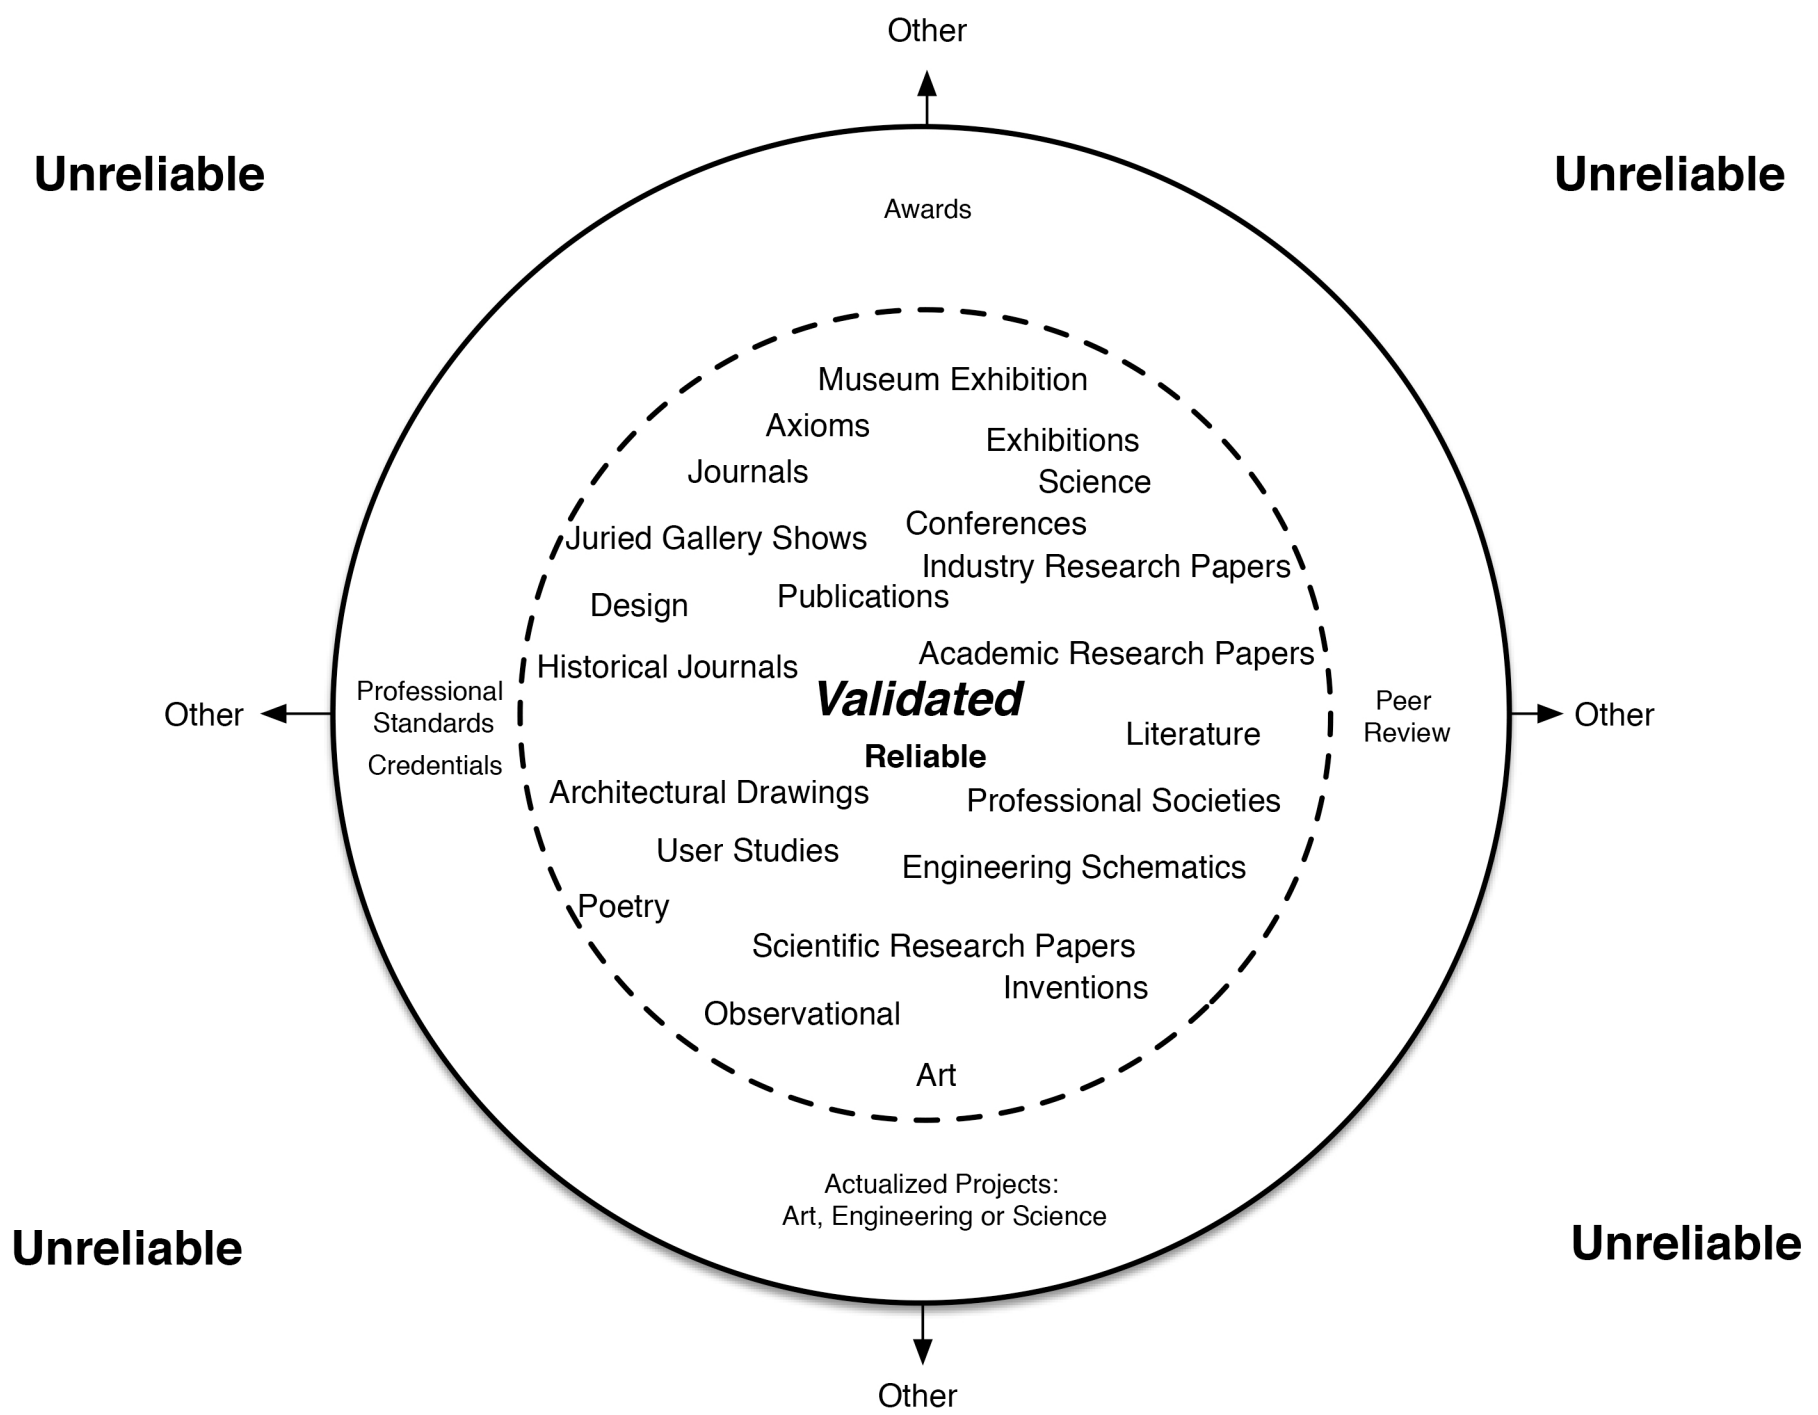 Other
Unreliable
Unreliable
Awards
Museum Exhibition
Axioms
Exhibitions
Journals
Science
Conferences
Juried Gallery Shows
Industry Research Papers
Publications
Design
Academic Research Papers
Historical Journals
Validated
Reliable
Professional
Standards
Credentials
Other
Peer
Review
Other
Literature
Architectural Drawings
Professional Societies
User Studies
Engineering Schematics
Poetry
Scientific Research Papers
Inventions
Observational
Art
Actualized Projects:
Art, Engineering or Science
Unreliable
Unreliable
Other